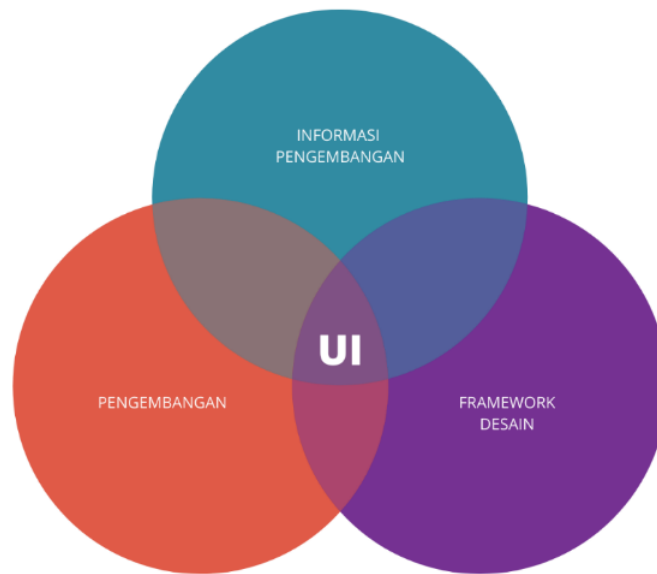 INFORMASI
PENGEMBANGAN
UI
PENGEMBANGAN
FRAMEWORK
DESAIN